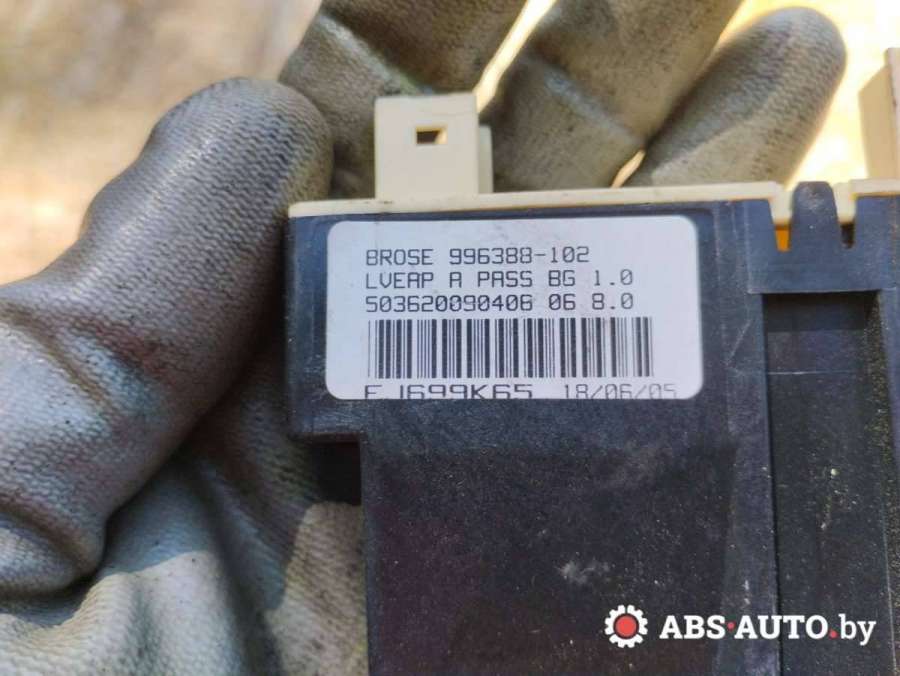 BROSE 996388-102
LVEAP A PASS BG 1.0
503620090406 06 8.0
EJ699K65 18/06/05
ABS·AUTO.by